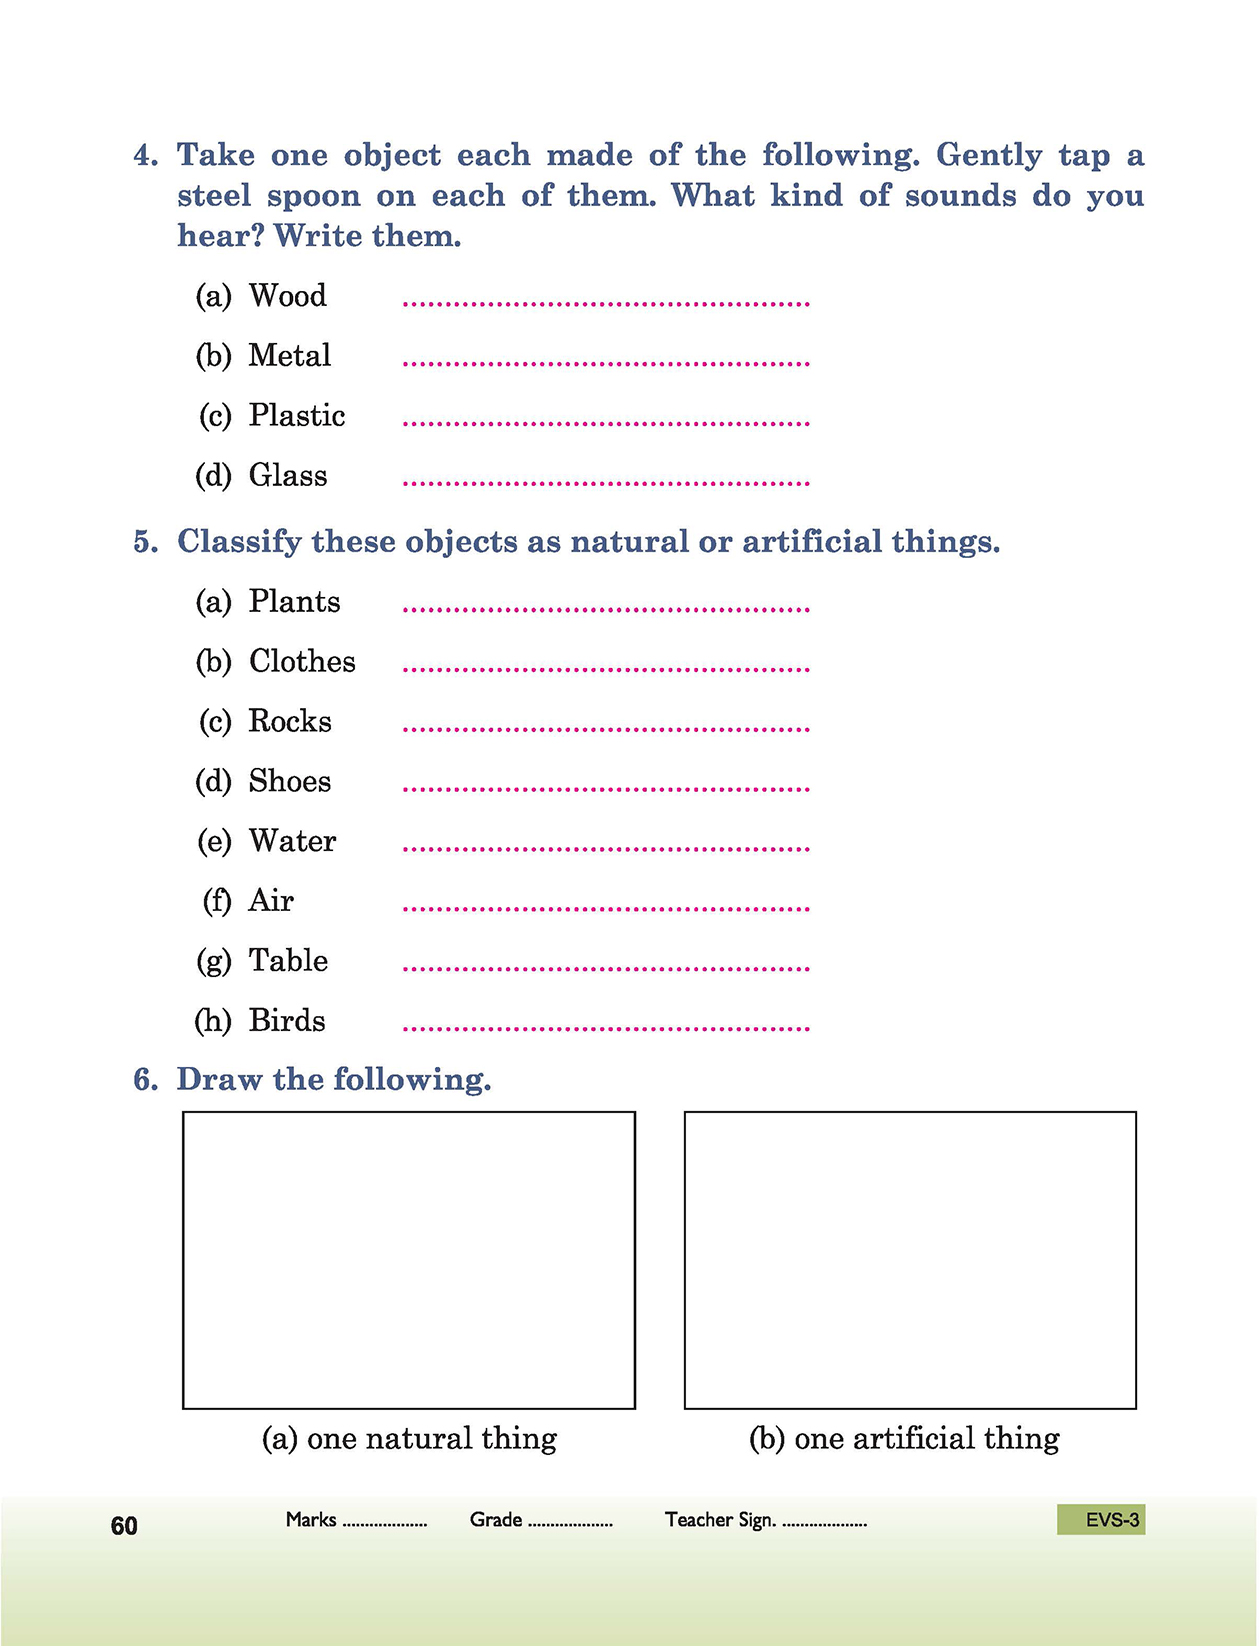 4. Take one object each made of the following. Gently tap a
steel spoon on each of them. What kind of sounds do you
hear? Write them.
(a) Wood ................................................
(b) Metal ................................................
(c) Plastic ................................................
(d) Glass ................................................
5. Classify these objects as natural or artificial things.
(a) Plants ................................................
(b) Clothes ................................................
(c) Rocks ................................................
(d) Shoes ................................................
(e) Water ................................................
(f) Air ................................................
(g) Table ................................................
(h) Birds ................................................
6. Draw the following.
(a) one natural thing (b) one artificial thing
60 Marks ................... Grade ................... Teacher Sign. ................... EVS-3